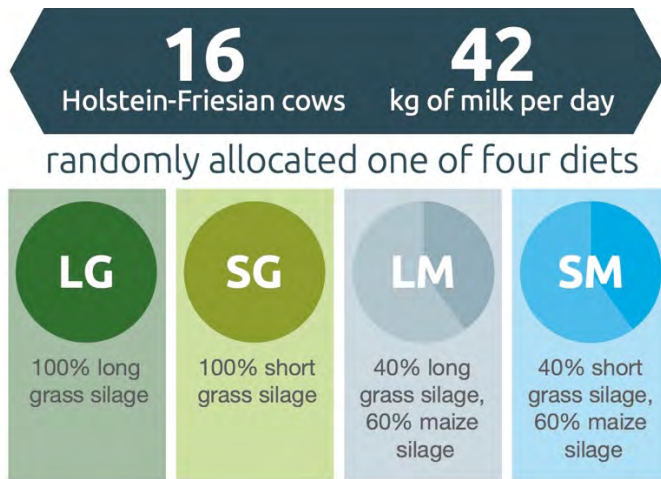 16
Holstein-Friesian cows
42
kg of milk per day
randomly allocated one of four diets
LG
100% long
grass silage
SG
100% short
grass silage
LM
40% long
grass silage,
60% maize
silage
SM
40% short
grass silage,
60% maize
silage